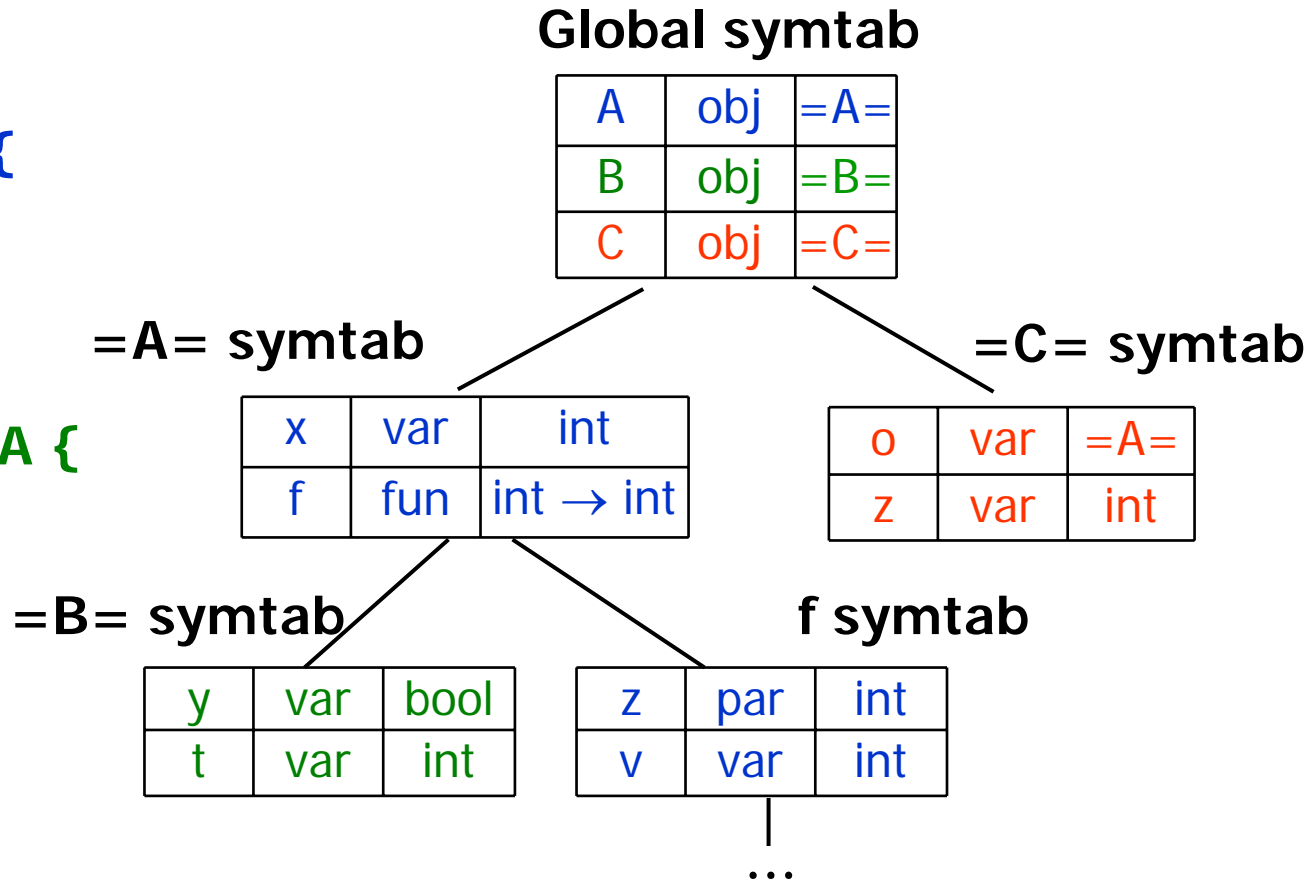 Global symtab
A obj =A=
{
B obj =B=
C obj =C=
=A= symtab =C= symtab
x var int
A {
o var =A=
f fun int → int
z var int
=B= symtab f symtab
y var bool z par int
t var int v var int
...